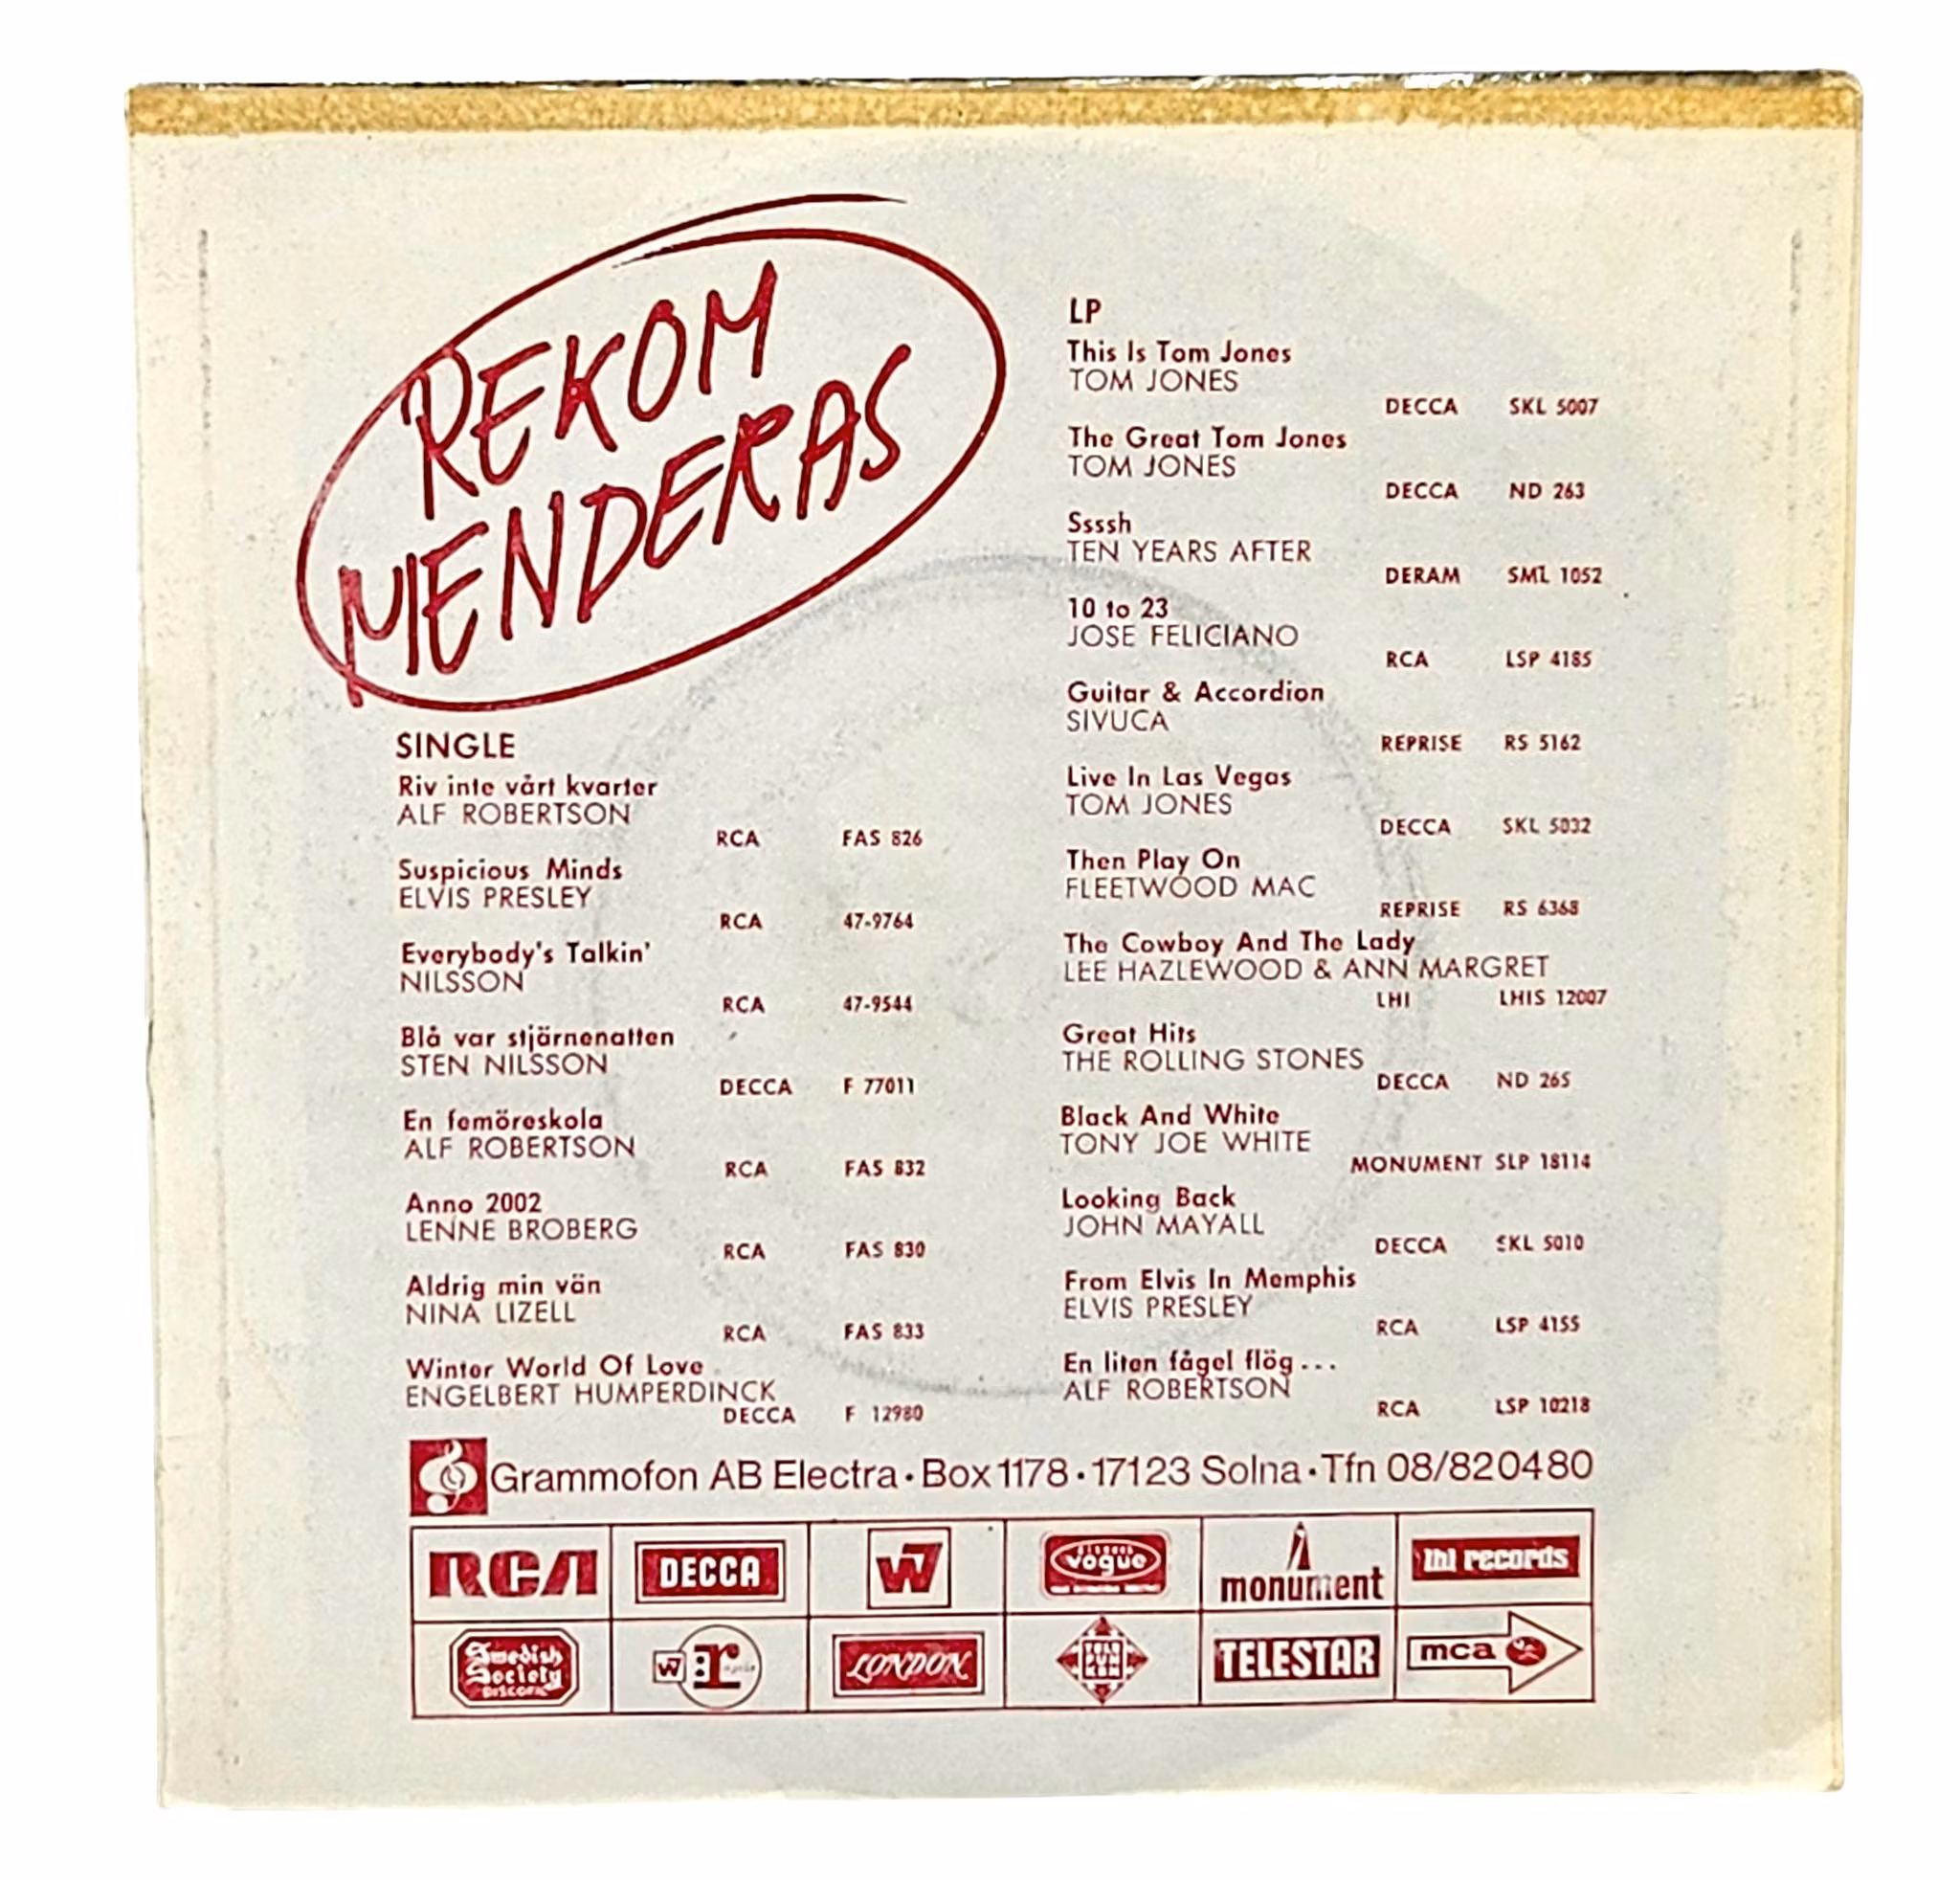 REKOM
MENDERAS
SINGLE
Riv inte vårt kvarter
ALF ROBERTSON
RCA FAS 826
Suspicious Minds
ELVIS PRESLEY
RCA 47-9764
Everybody's Talkin'
NILSSON
RCA 47-9544
Blå var stjärnenatten
STEN NILSSON
DECCA F 77011
En femöreskola
ALF ROBERTSON
RCA FAS 832
Anno 2002
LENNE BROBERG
RCA FAS 830
Aldrig min vän
NINA LIZELL
RCA FAS 833
Winter World Of Love
ENGELBERT HUMPERDINCK
DECCA F 12980
LP
This Is Tom Jones
TOM JONES
DECCA SKL 5007
The Great Tom Jones
TOM JONES
DECCA ND 263
Ssssh
TEN YEARS AFTER
DERAM SML 1052
10 to 23
JOSE FELICIANO
RCA LSP 4185
Guitar & Accordion
SIVUCA
REPRISE RS 5162
Live In Las Vegas
TOM JONES
DECCA SKL 5032
Then Play On
FLEETWOOD MAC
REPRISE RS 6368
The Cowboy And The Lady
LEE HAZLEWOOD & ANN MARGRET
LHI LHIS 12007
Great Hits
THE ROLLING STONES
DECCA ND 265
Black And White
TONY JOE WHITE
MONUMENT SLP 18114
Looking Back
JOHN MAYALL
DECCA SKL 5010
From Elvis In Memphis
ELVIS PRESLEY
RCA LSP 4155
En liten fågel flög...
ALF ROBERTSON
RCA LSP 10218
Grammofon AB Electra • Box 1178 • 17123 Solna • Tfn 08/820480
RCA DECCA W7 vogue monument lhi records
Swedish Society W7 r LONDON TELEFUNKEN TELESTAR mca